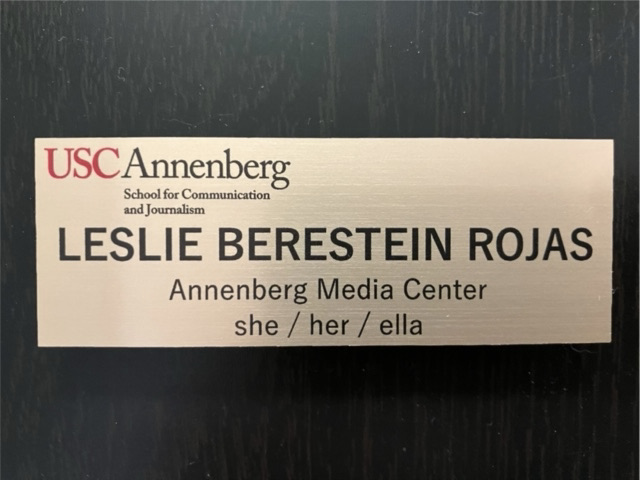 USC Annenberg
School for Communication
and Journalism
LESLIE BERESTEIN ROJAS
Annenberg Media Center
she / her / ella